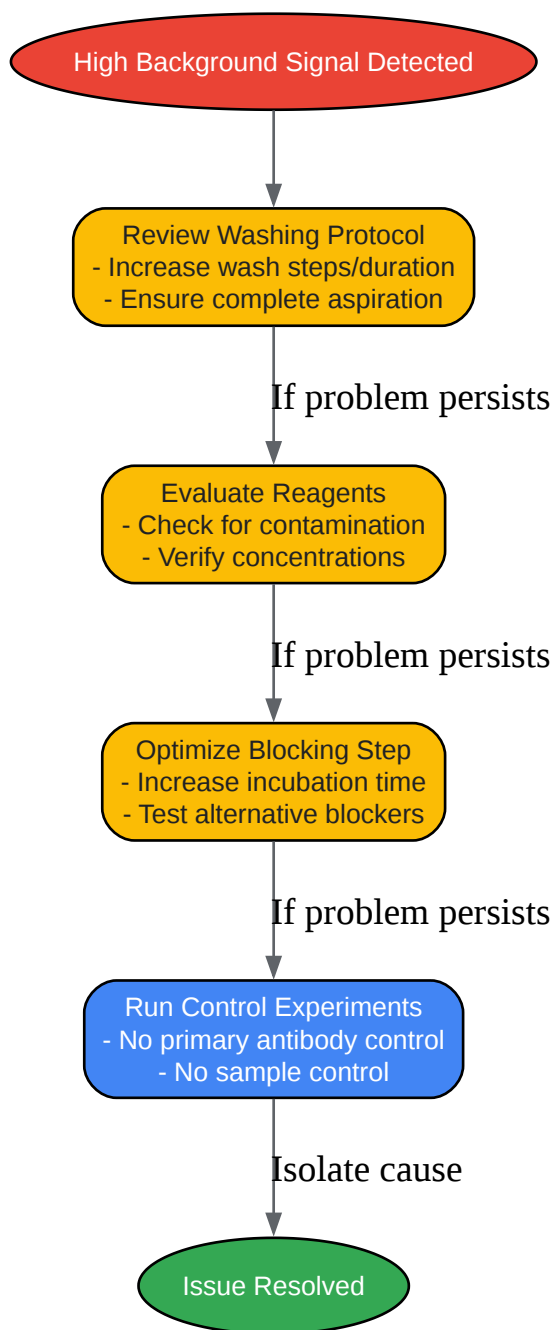 High Background Signal Detected
Review Washing Protocol
- Increase wash steps/duration
- Ensure complete aspiration
If problem persists
Evaluate Reagents
- Check for contamination
- Verify concentrations
If problem persists
Optimize Blocking Step
- Increase incubation time
- Test alternative blockers
If problem persists
Run Control Experiments
- No primary antibody control
- No sample control
Isolate cause
Issue Resolved